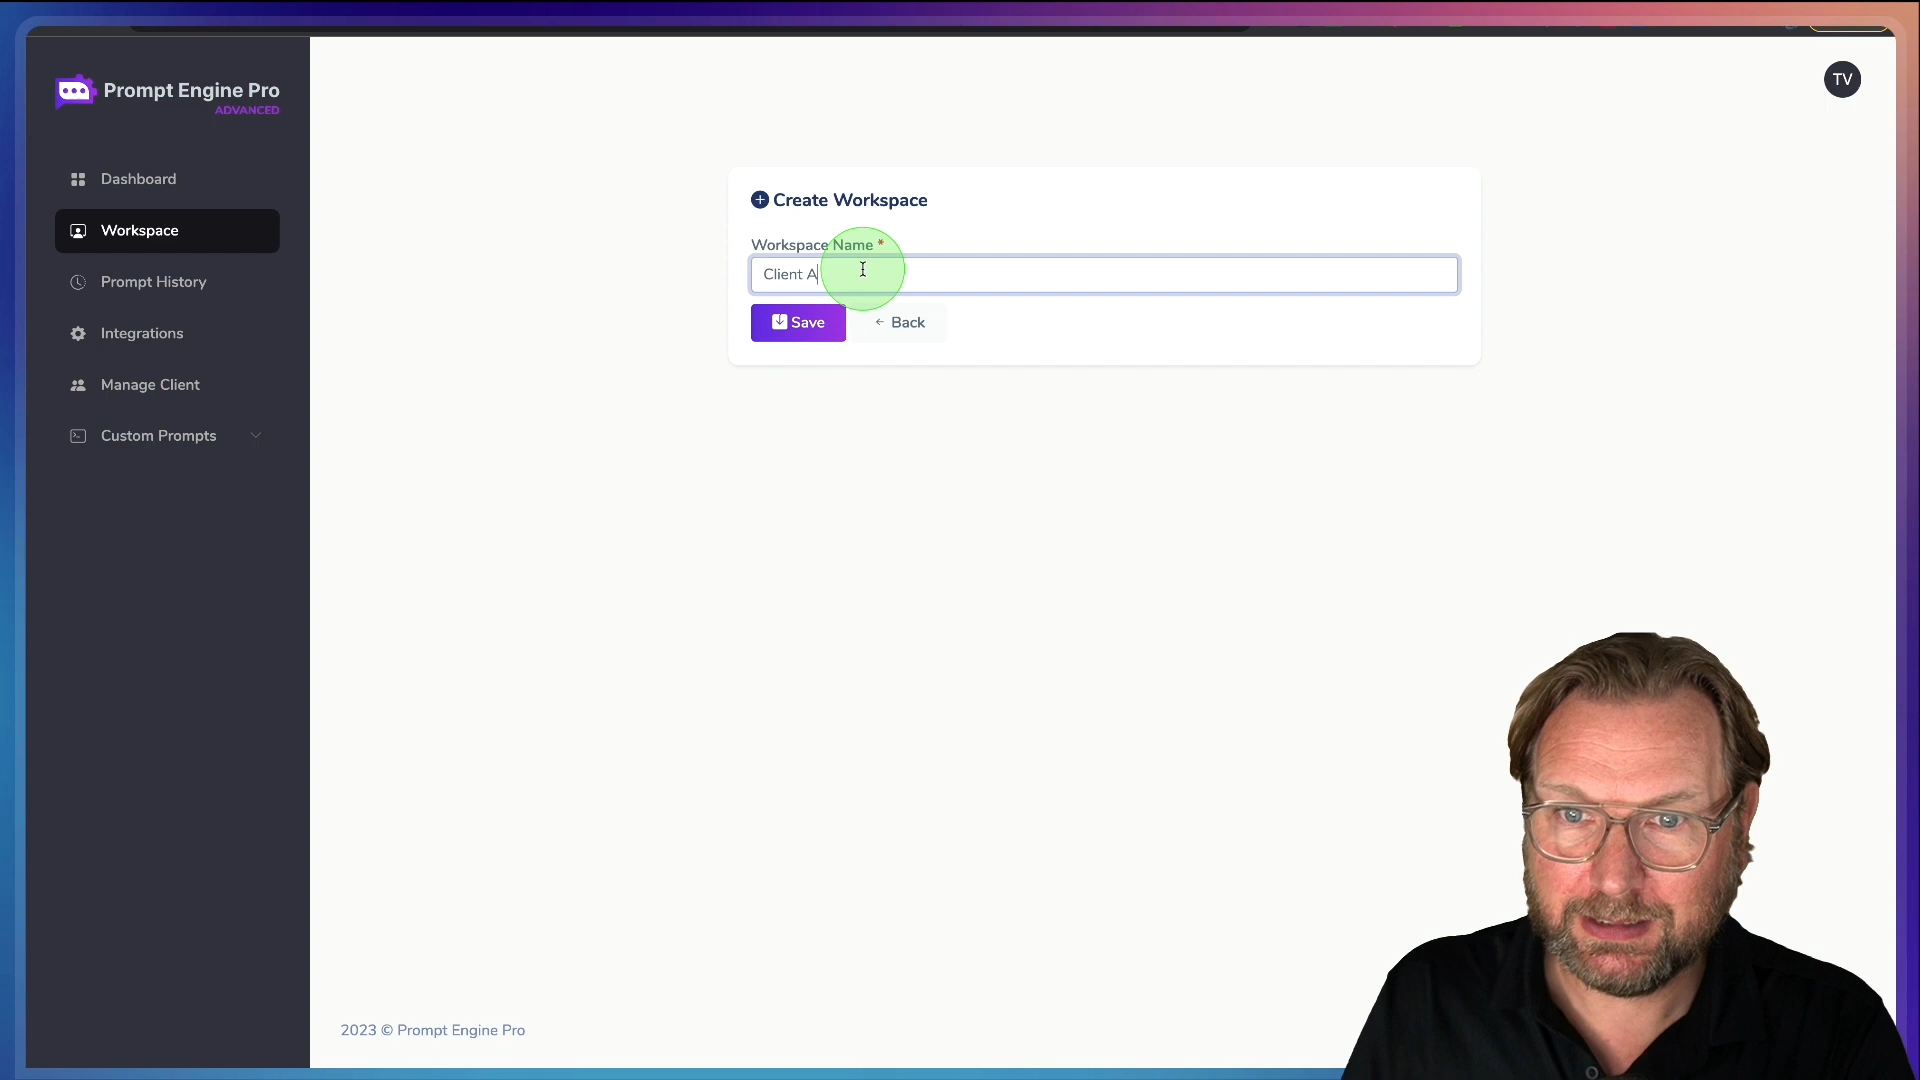 Prompt Engine Pro
ADVANCED
TV
Dashboard
Workspace
Prompt History
Integrations
Manage Client
Custom Prompts
Create Workspace
Workspace Name *
Client A
Save
← Back
2023 © Prompt Engine Pro